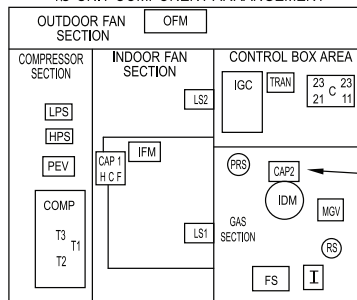 OUTDOOR FAN
SECTION
OFM
COMPRESSOR
SECTION
LPS
HPS
PEV
COMP
T3
T1
T2
INDOOR FAN
SECTION
LS2
CAP 1
H C F
IFM
LS1
CONTROL BOX AREA
IGC
TRAN
23 C 23
21 11
PRS
CAP2
IDM
MGV
GAS
SECTION
RS
FS
I